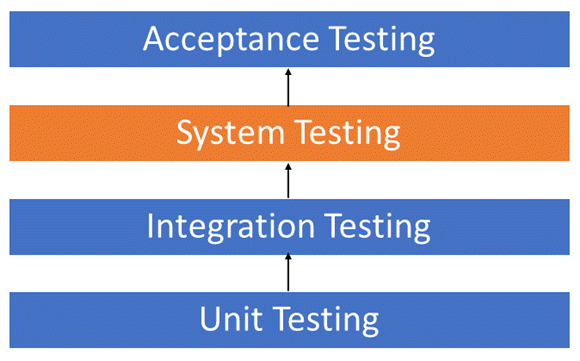 Acceptance Testing
System Testing
Integration Testing
Unit Testing